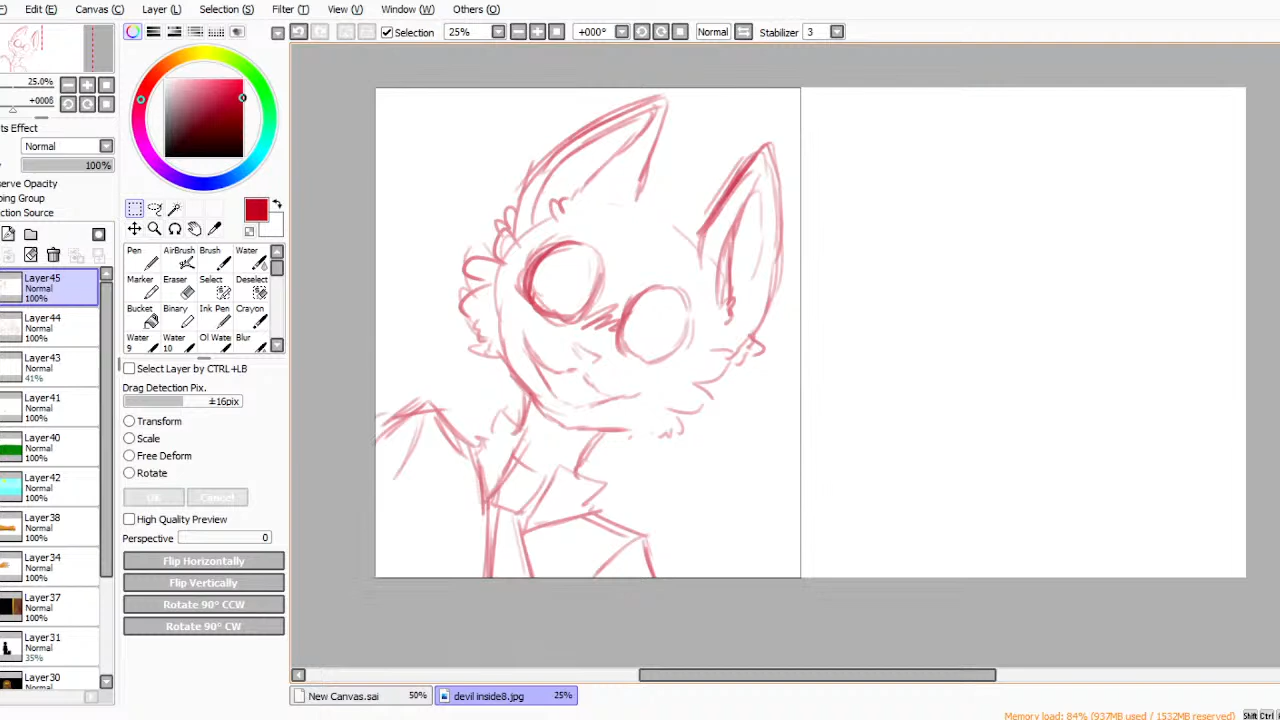 Edit (E) Canvas (C) Layer (L) Selection (S) Filter (T) View (V) Window (W) Others (O)
Selection 25% +000° Normal Stabilizer 3
25.0%
+000
ts Effect
Normal
100%
erve Opacity
ping Group
ction Source
Layer45
Normal
100%
Layer44
Normal
100%
Layer43
Normal
41%
Layer41
Normal
100%
Layer40
Normal
100%
Layer42
Normal
100%
Layer38
Normal
100%
Layer34
Normal
100%
Layer37
Normal
100%
Layer31
Normal
35%
Layer30
Normal
Pen AirBrush Brush Water
Marker Eraser Select Deselect
Bucket Binary Ink Pen Crayon
Water 9 Water 10 Oil Water Blur
Select Layer by CTRL+LB
Drag Detection Pix.
±16pix
Transform
Scale
Free Deform
Rotate
OK Cancel
High Quality Preview
Perspective 0
Flip Horizontally
Flip Vertically
Rotate 90° CCW
Rotate 90° CW
New Canvas.sai 50% devil inside8.jpg 25%
Memory load: 84% (937MB used / 1532MB reserved) Shift Ctrl